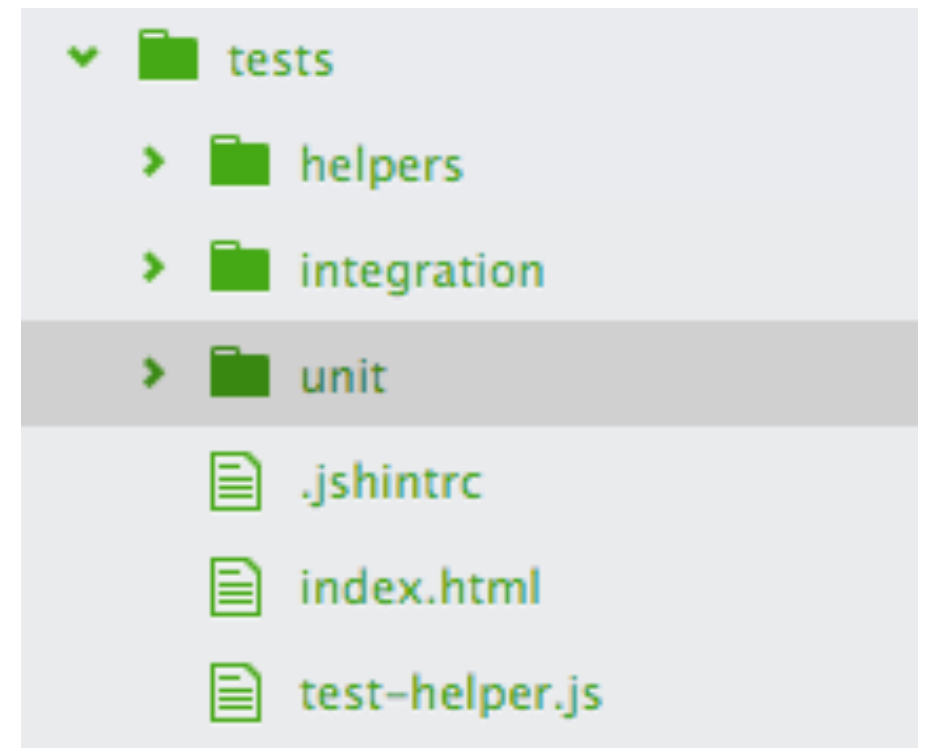 tests
helpers
integration
unit
.jshintrc
index.html
test-helper.js